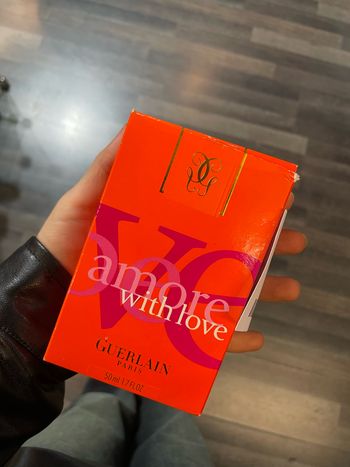 amore
with love
GUERLAIN
PARIS
50 ml 1.7 FL.OZ